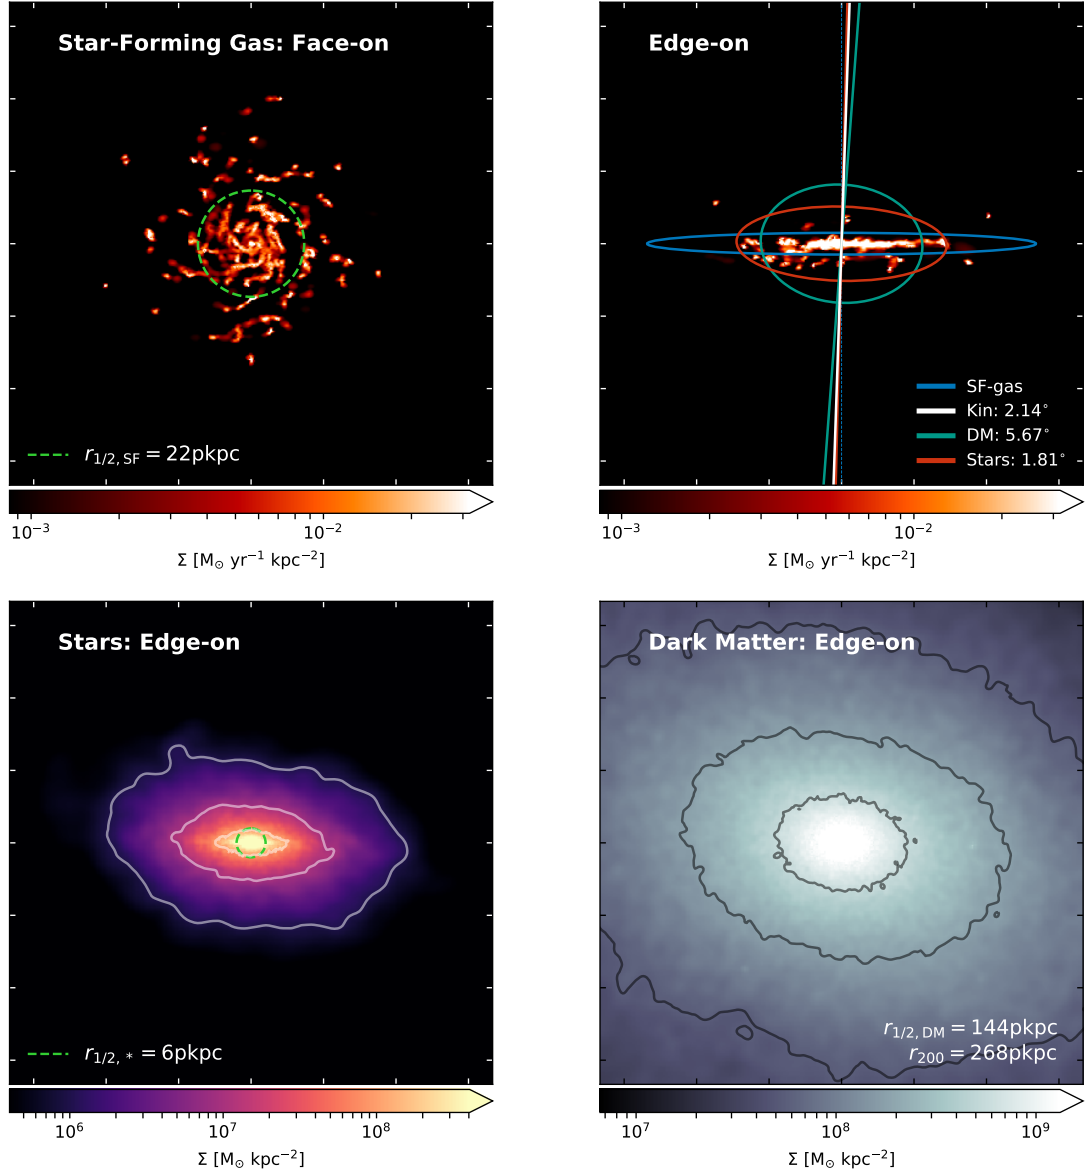 Star-Forming Gas: Face-on
r₁/₂, SF = 22pkpc
10⁻³ 10⁻²
Σ [M⊙ yr⁻¹ kpc⁻²]
Edge-on
SF-gas
Kin: 2.14°
DM: 5.67°
Stars: 1.81°
10⁻³ 10⁻²
Σ [M⊙ yr⁻¹ kpc⁻²]
Stars: Edge-on
r₁/₂, * = 6pkpc
10⁶ 10⁷ 10⁸
Σ [M⊙ kpc⁻²]
Dark Matter: Edge-on
r₁/₂, DM = 144pkpc
r₂₀₀ = 268pkpc
10⁷ 10⁸ 10⁹
Σ [M⊙ kpc⁻²]